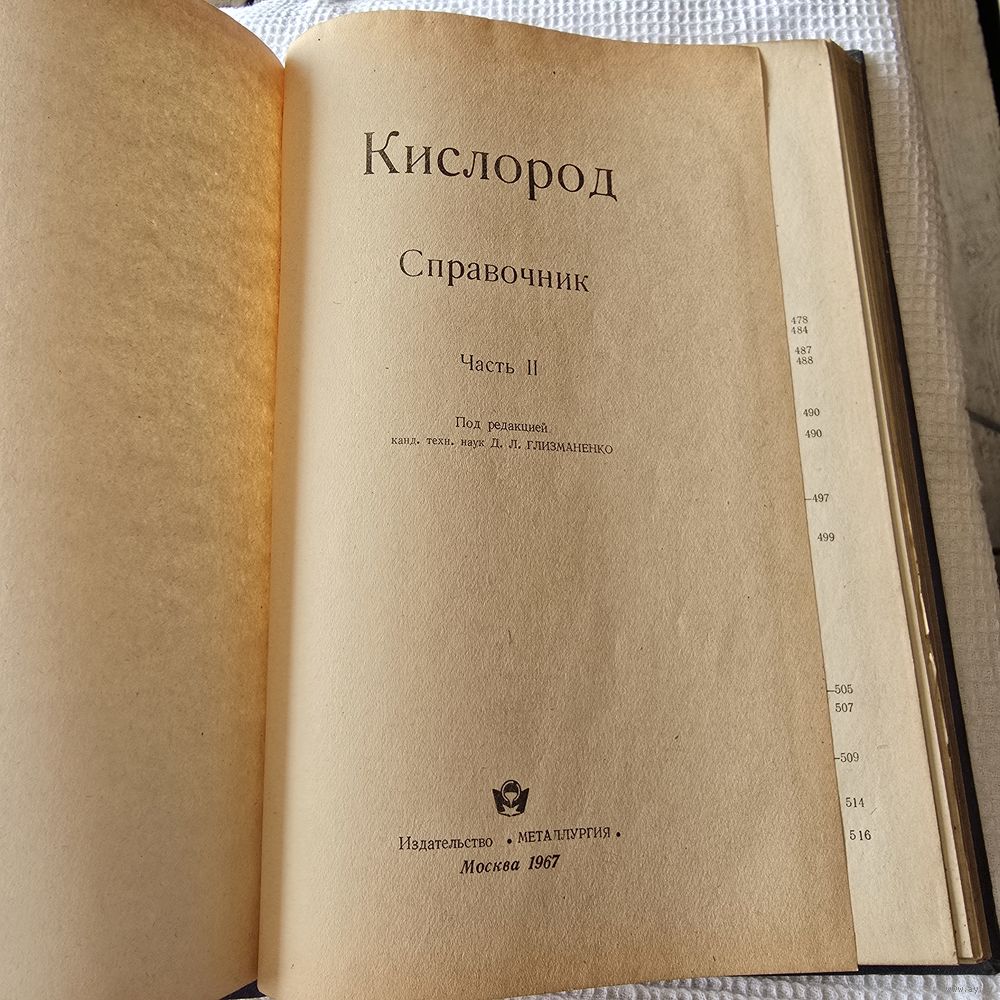 Кислород
Справочник
Часть II
Под редакцией
канд. техн. наук Д. Л. ГЛИЗМАНЕНКО
Издательство • МЕТАЛЛУРГИЯ •
Москва 1967
478
484
487
488
490
490
497
499
505
507
509
514
516